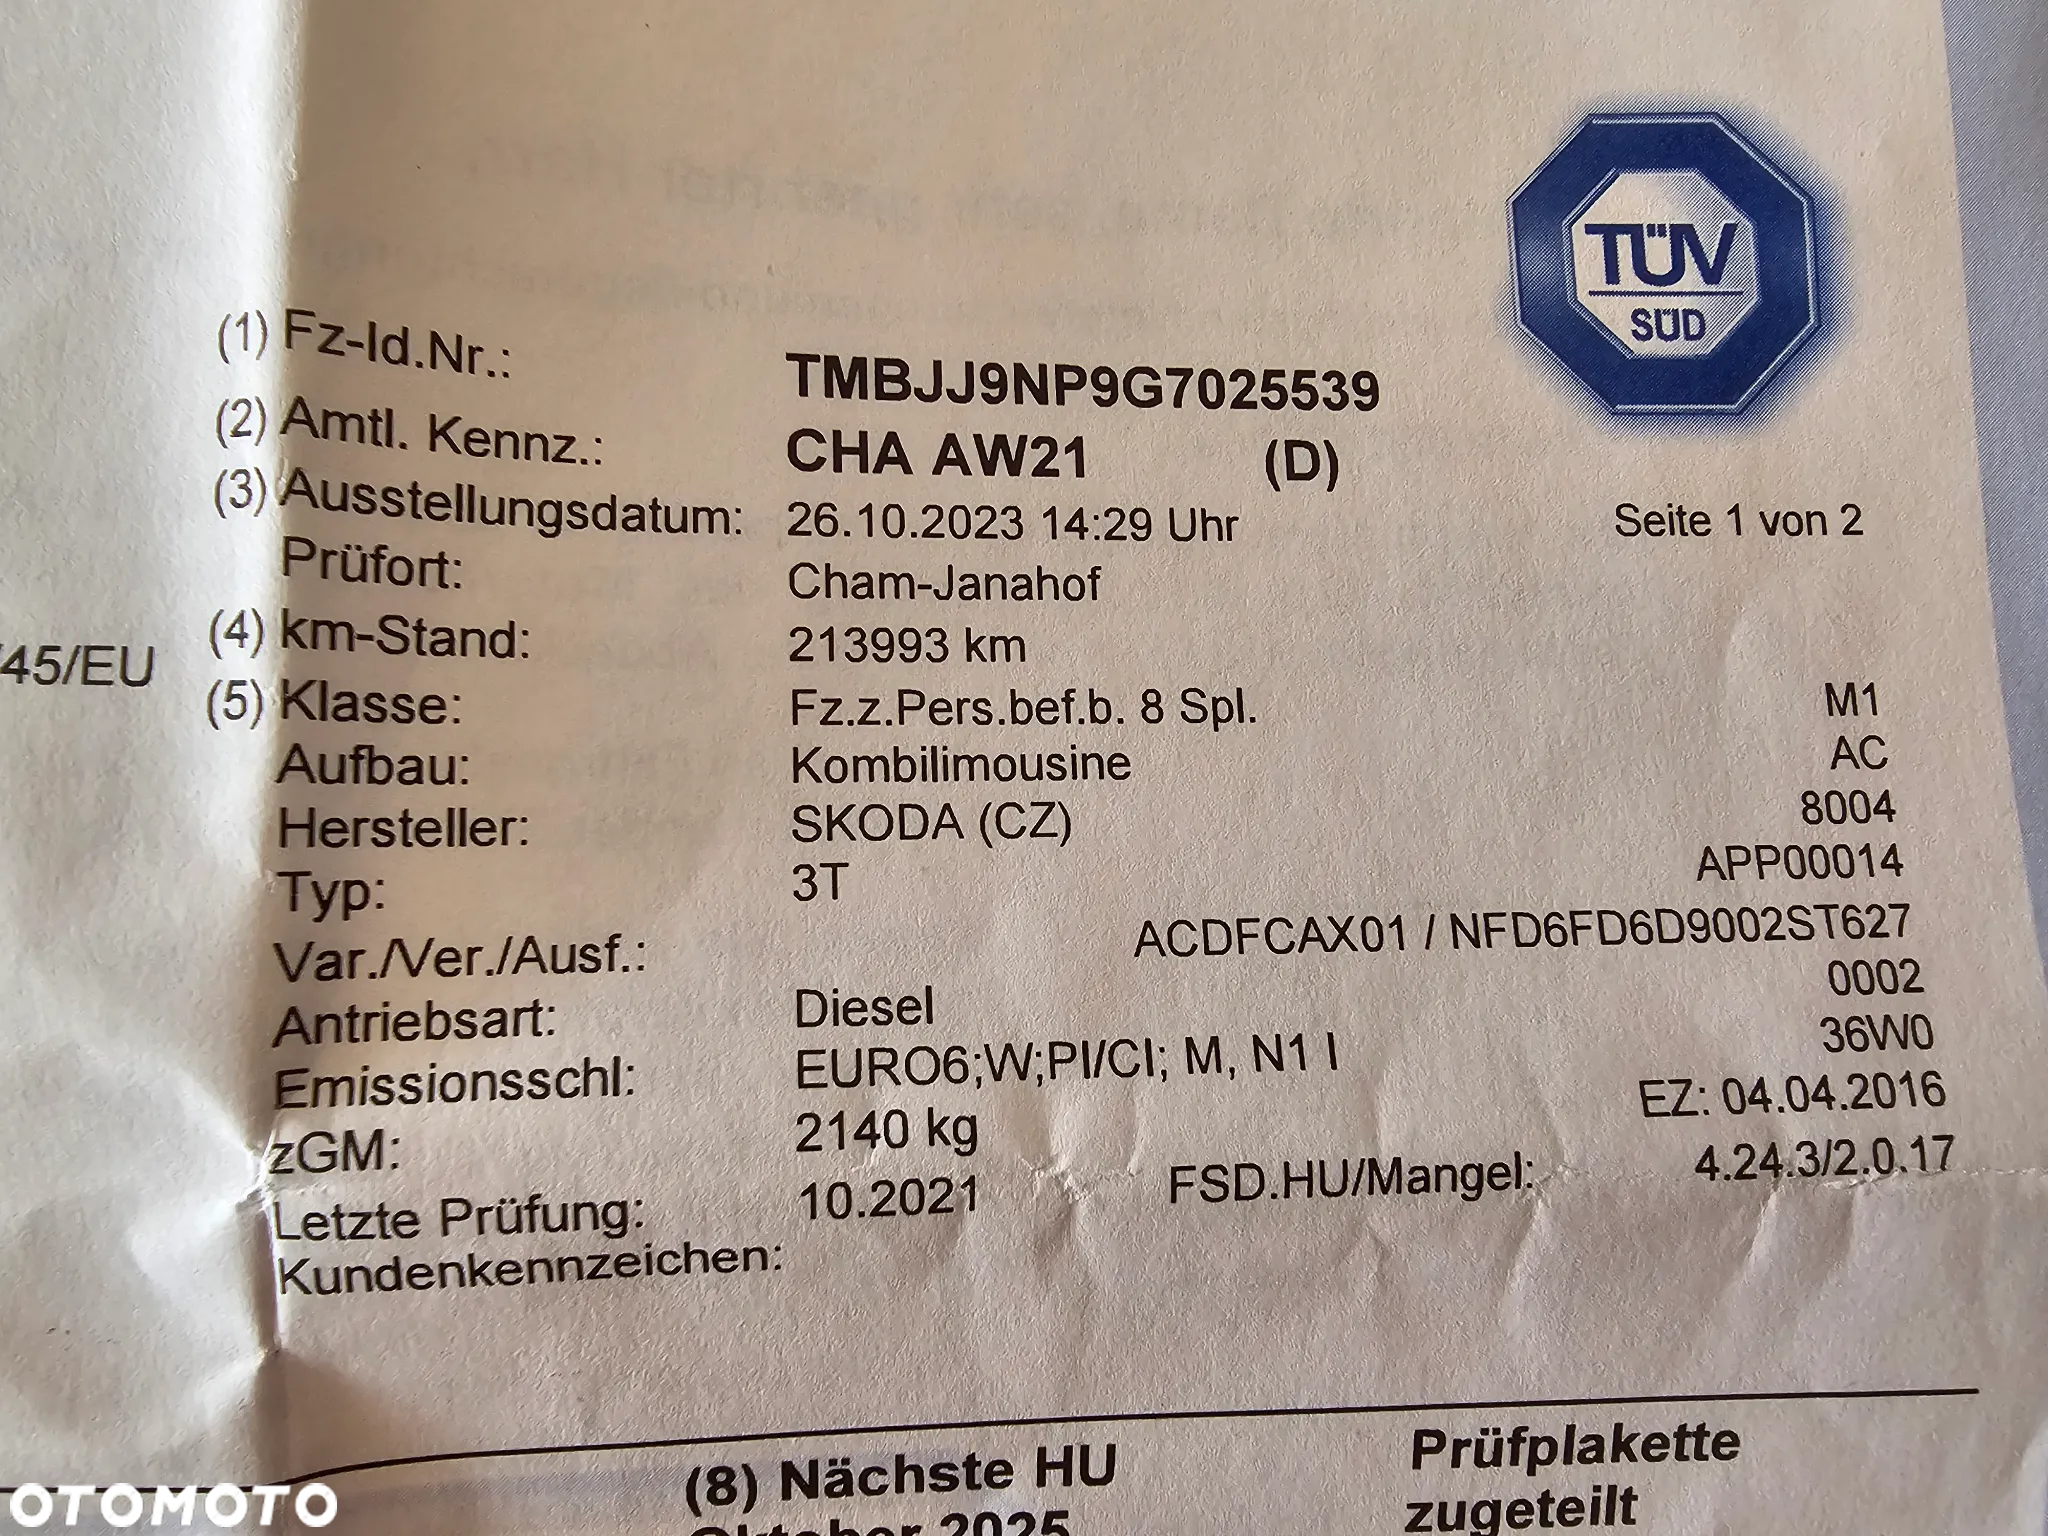 TÜV
SÜD
(1) Fz-Id.Nr.: TMBJJ9NP9G7025539
(2) Amtl. Kennz.: CHA AW21 (D)
(3) Ausstellungsdatum: 26.10.2023 14:29 Uhr Seite 1 von 2
Prüfort: Cham-Janahof
(4) km-Stand: 213993 km
/45/EU
(5) Klasse: Fz.z.Pers.bef.b. 8 Spl. M1
Aufbau: Kombilimousine AC
Hersteller: SKODA (CZ) 8004
Typ: 3T APP00014
Var./Ver./Ausf.: ACDFCAX01 / NFD6FD6D9002ST627
Antriebsart: Diesel 0002
Emissionsschl: EURO6;W;PI/CI; M, N1 I 36W0
zGM: 2140 kg EZ: 04.04.2016
Letzte Prüfung: 10.2021 FSD.HU/Mangel: 4.24.3/2.0.17
Kundenkennzeichen:
(8) Nächste HU Prüfplakette
Oktober 2025 zugeteilt
OTOMOTO